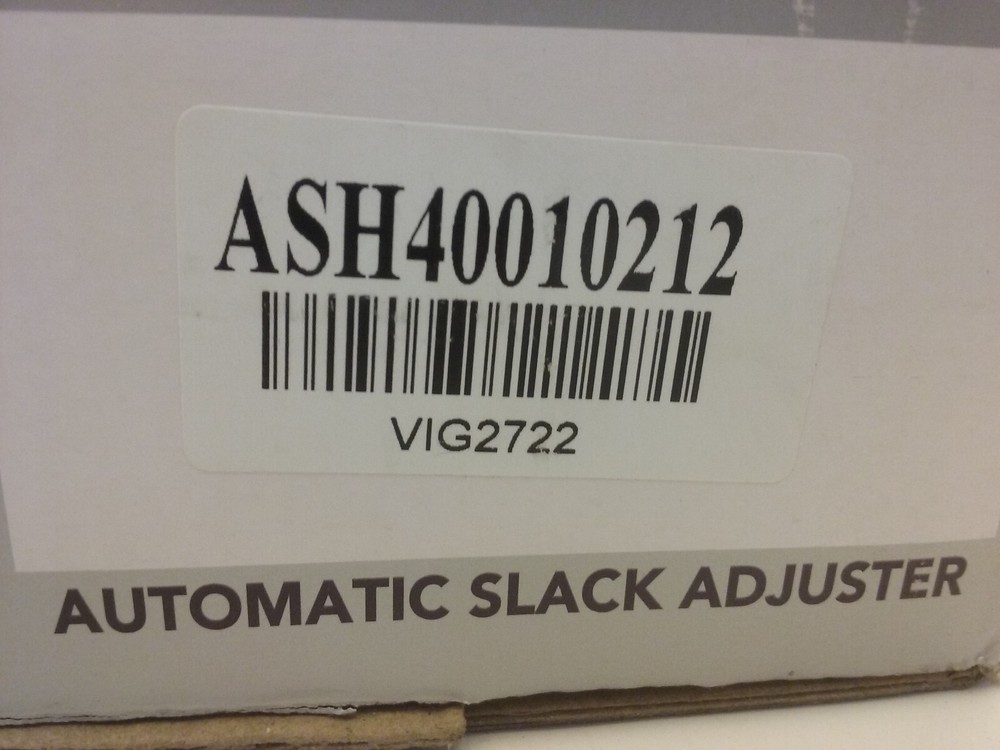 ASH40010212
VIG2722
AUTOMATIC SLACK ADJUSTER